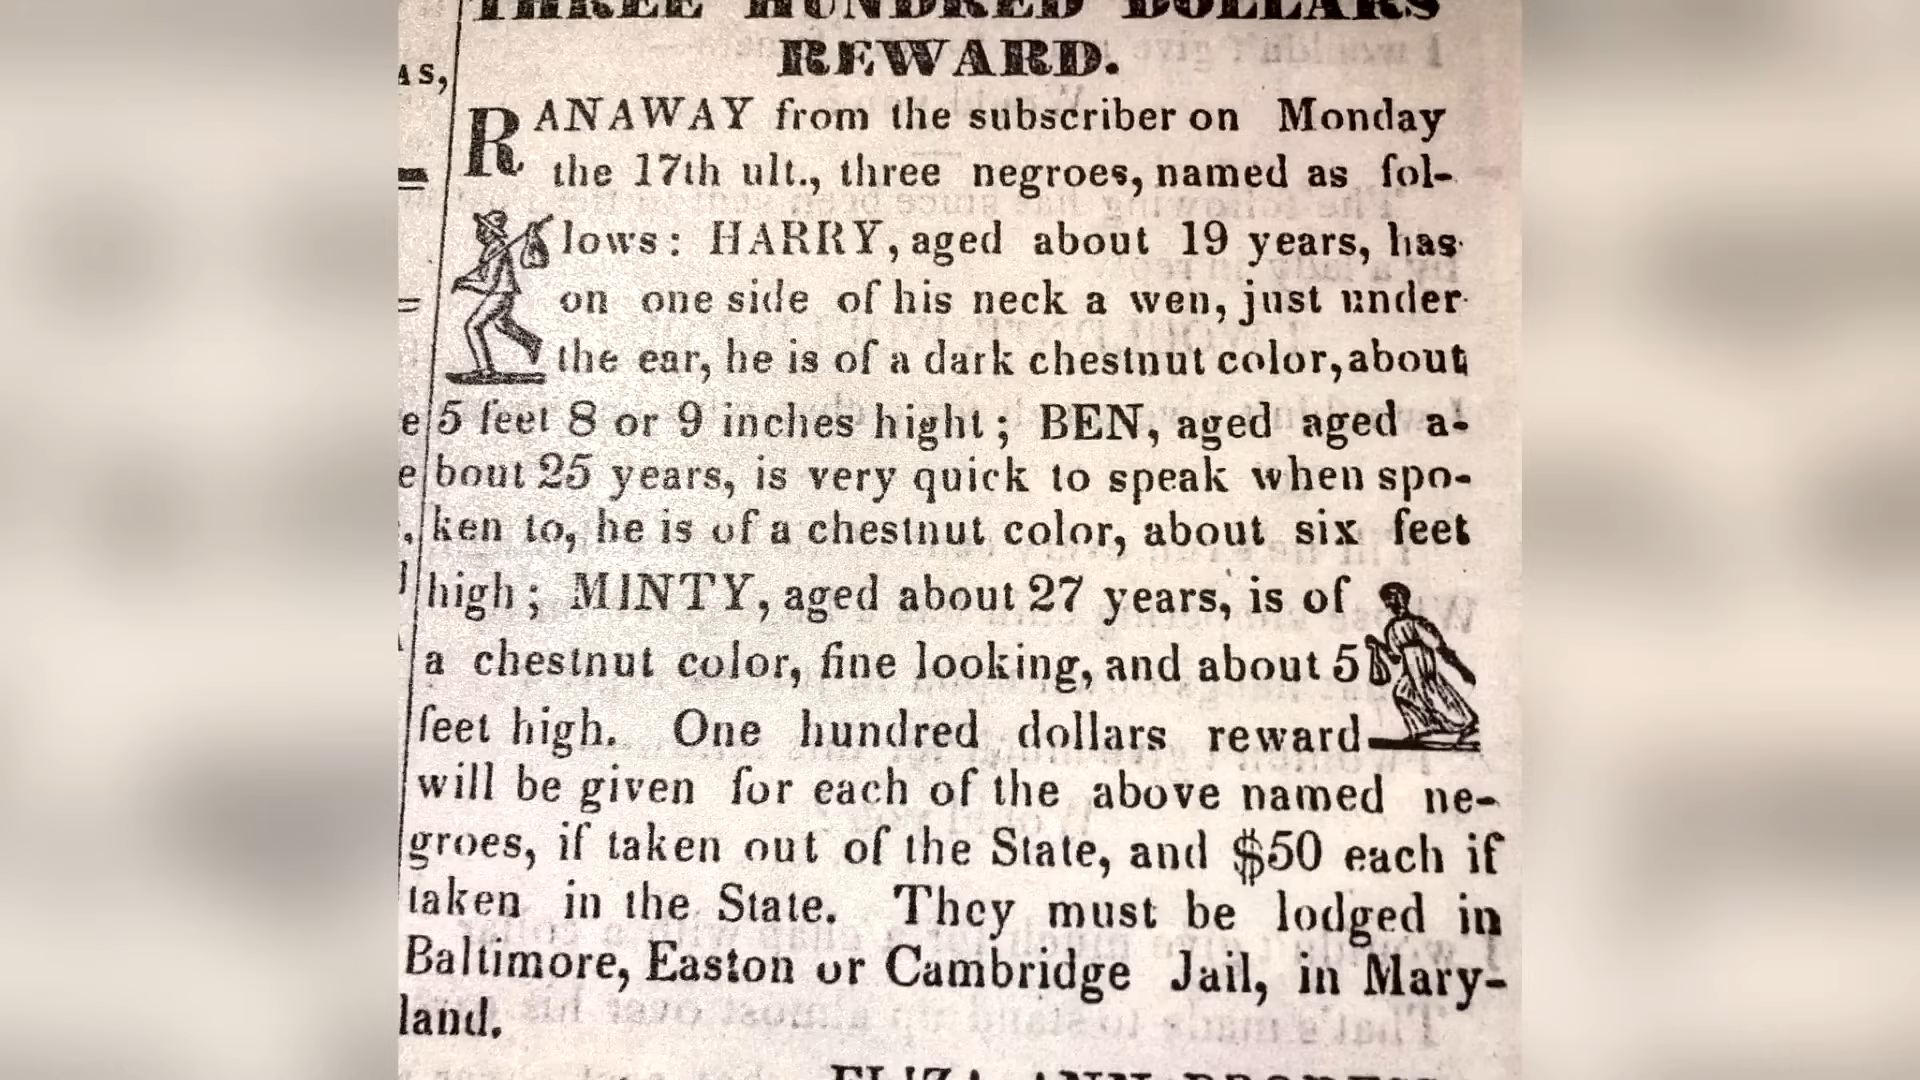 THREE HUNDRED DOLLARS
REWARD.
AS,
RANAWAY from the subscriber on Monday
the 17th ult., three negroes, named as fol-
lows: HARRY, aged about 19 years, has
on one side of his neck a wen, just under
the ear, he is of a dark chestnut color, about
5 feet 8 or 9 inches hight; BEN, aged aged a-
bout 25 years, is very quick to speak when spo-
ken to, he is of a chestnut color, about six feet
high; MINTY, aged about 27 years, is of
a chestnut color, fine looking, and about 5
feet high. One hundred dollars reward
will be given for each of the above named ne-
groes, if taken out of the State, and $50 each if
taken in the State. They must be lodged in
Baltimore, Easton or Cambridge Jail, in Mary-
land.
ELIZA ANN